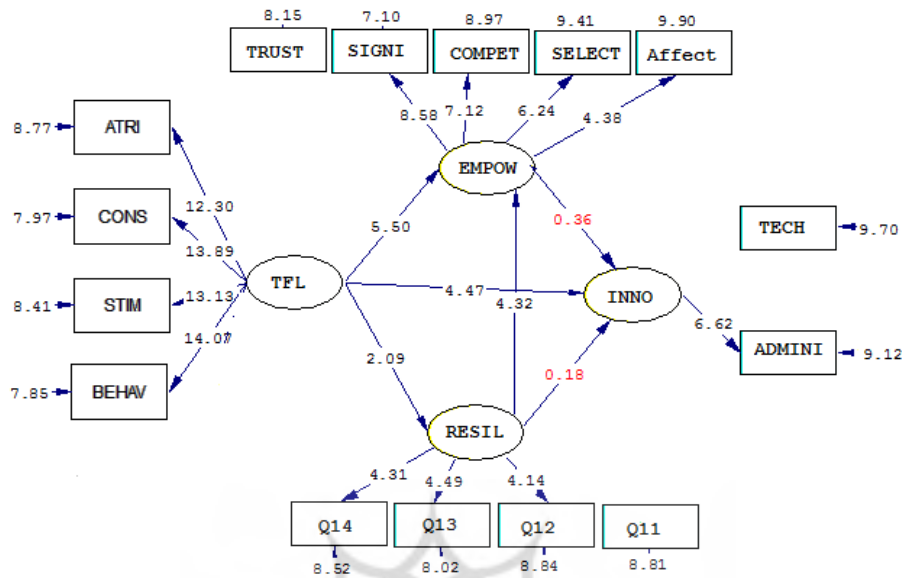 8.15 7.10 8.97 9.41 9.90
TRUST SIGNI COMPET SELECT Affect
8.58 7.12 6.24 4.38
8.77 ATRI
EMPOW
12.30
7.97 CONS
0.36
5.50
TECH 9.70
13.89
TFL
4.47 4.32 INNO
8.41 STIM 13.13
6.62
14.07
ADMINI 9.12
2.09
0.18
7.85 BEHAV
RESIL
4.31 4.49 4.14
Q14 Q13 Q12 Q11
8.52 8.02 8.84 8.81